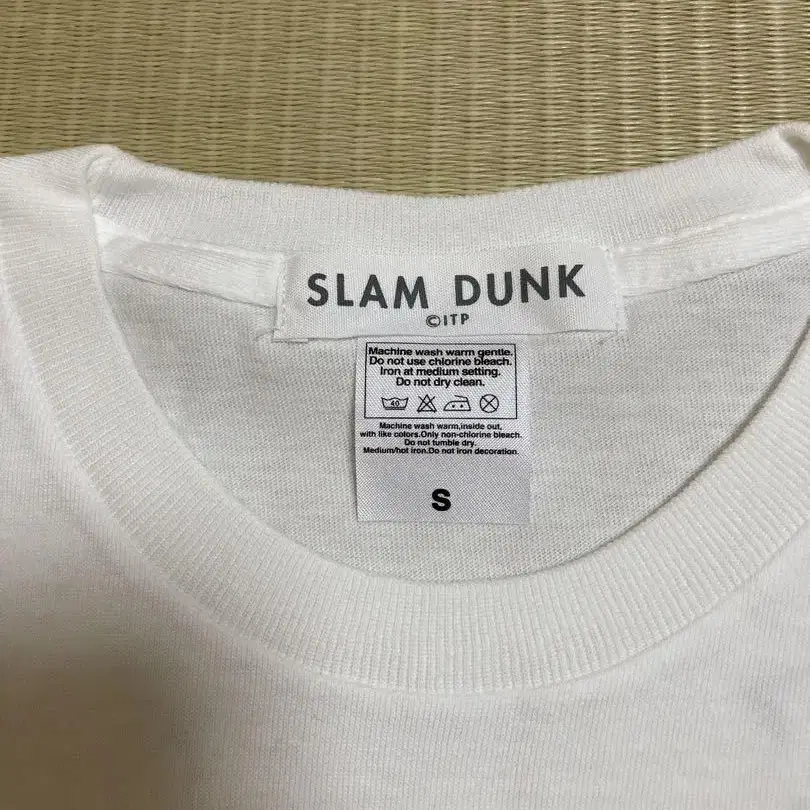 SLAM DUNK
©ITP
Machine wash warm gentle.
Do not use chlorine bleach.
Iron at medium setting.
Do not dry clean.
40
Machine wash warm,inside out,
with like colors.Only non-chlorine bleach.
Do not tumble dry.
Medium/hot iron.Do not iron decoration.
S